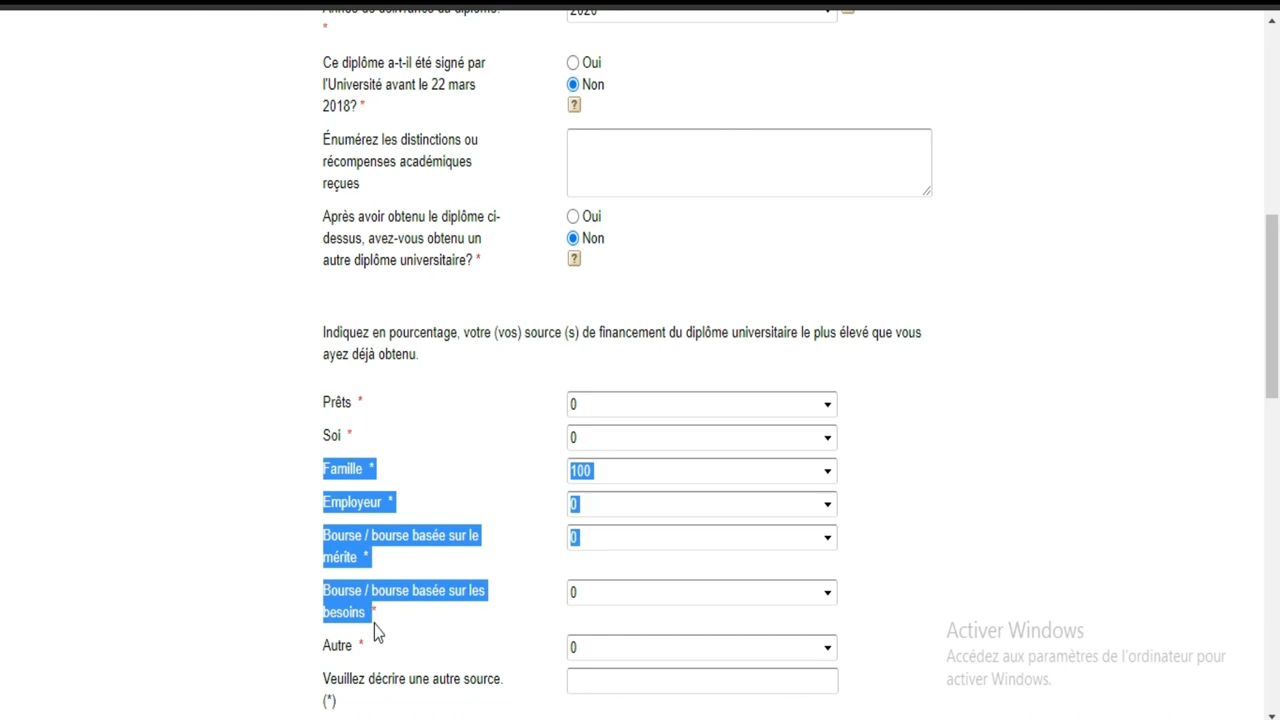 2020
*
Ce diplôme a-t-il été signé par
l'Université avant le 22 mars
2018? *
Oui
Non
?
Énumérez les distinctions ou
récompenses académiques
reçues
Après avoir obtenu le diplôme ci-
dessus, avez-vous obtenu un
autre diplôme universitaire? *
Oui
Non
?
Indiquez en pourcentage, votre (vos) source (s) de financement du diplôme universitaire le plus élevé que vous
ayez déjà obtenu.
Prêts * 0
Soi * 0
Famille * 100
Employeur * 0
Bourse / bourse basée sur le
mérite * 0
Bourse / bourse basée sur les
besoins * 0
Autre * 0
Veuillez décrire une autre source.
(*)
Activer Windows
Accédez aux paramètres de l'ordinateur pour
activer Windows.